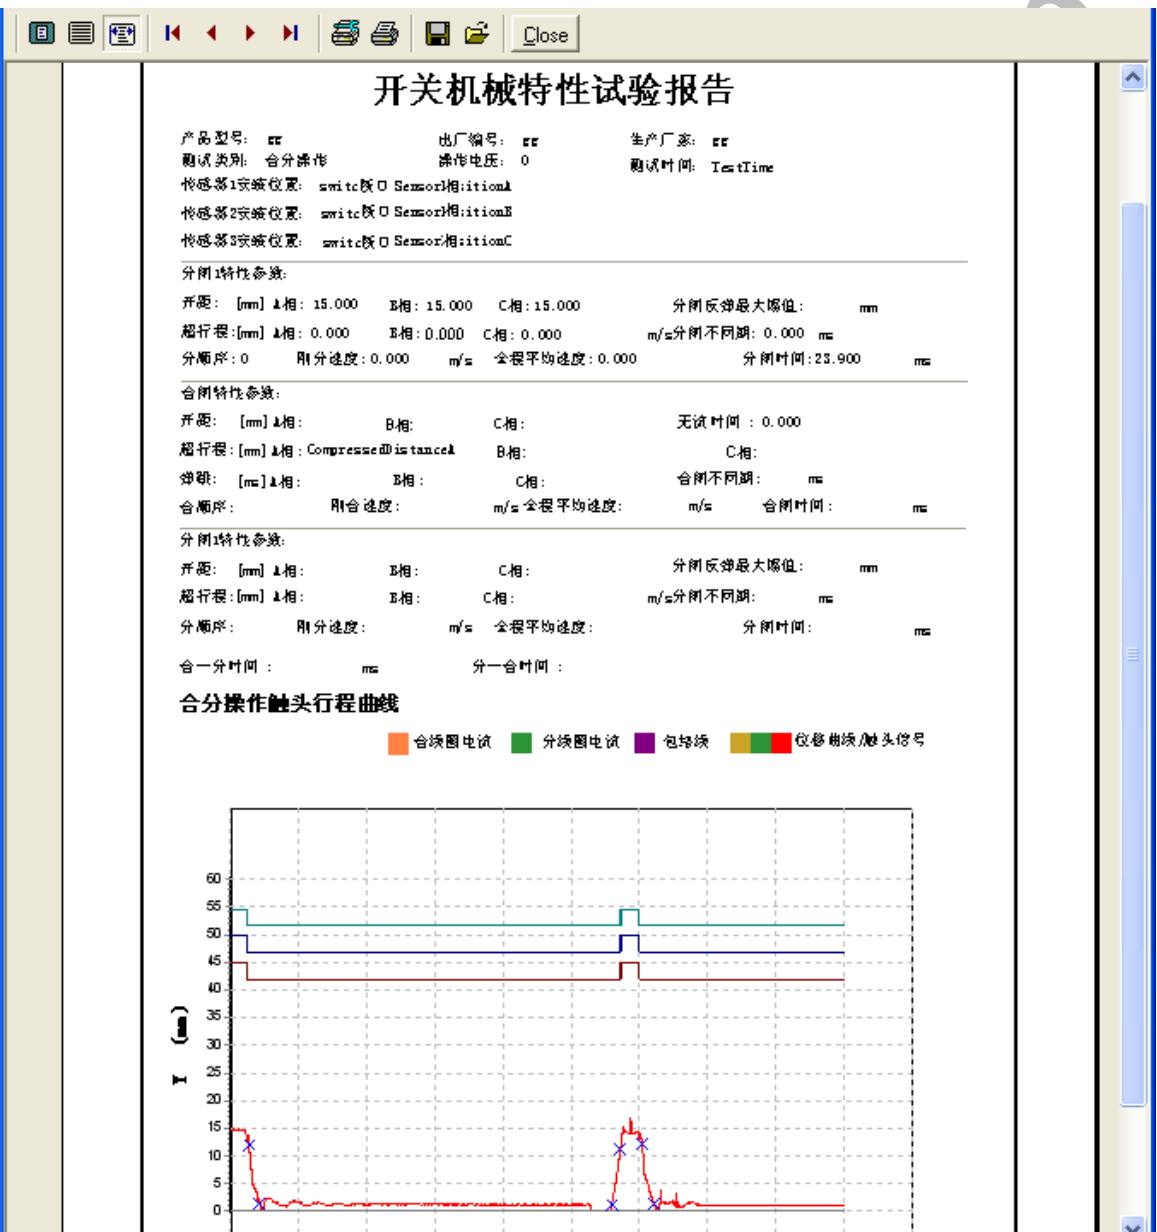 Close
开关机械特性试验报告
产品型号: gg 出厂编号: gg 生产厂家: gg
测试类别: 合分操作 操作电压: 0 测试时间: TestTime
传感器1安装位置: switc
传感器2安装位置: switc
传感器3安装位置: switc
分闸1特性参数:
开距: [mm] A相: 15.000 B相: 15.000 C相: 15.000 分闸反弹最大幅值: mm
超行程:[mm] A相: 0.000 B相: 0.000 C相: 0.000 m/s分闸不同期: 0.000 ms
分顺序: 0 刚分速度: 0.000 m/s 全程平均速度: 0.000 分闸时间:23.900 ms
合闸特性参数:
开距: [mm] A相: B相: C相: 无流时间 : 0.000
超行程: [mm] A相: CompressedDistanceA B相: C相:
弹跳: [ms] A相: B相: C相: 合闸不同期: ms
合顺序: 刚合速度: m/s 全程平均速度: m/s 合闸时间: ms
分闸1特性参数:
开距: [mm] A相: B相: C相: 分闸反弹最大幅值: mm
超行程:[mm] A相: B相: C相: m/s分闸不同期: ms
分顺序: 刚分速度: m/s 全程平均速度: 分闸时间: ms
合一分时间 : ms 分一合时间 :
合分操作触头行程曲线
合线圈电流 分线圈电流 包络线 位移曲线/触头信号
60
55
50
45
40
35
30
25
20
15
10
5
0
Y (mm)